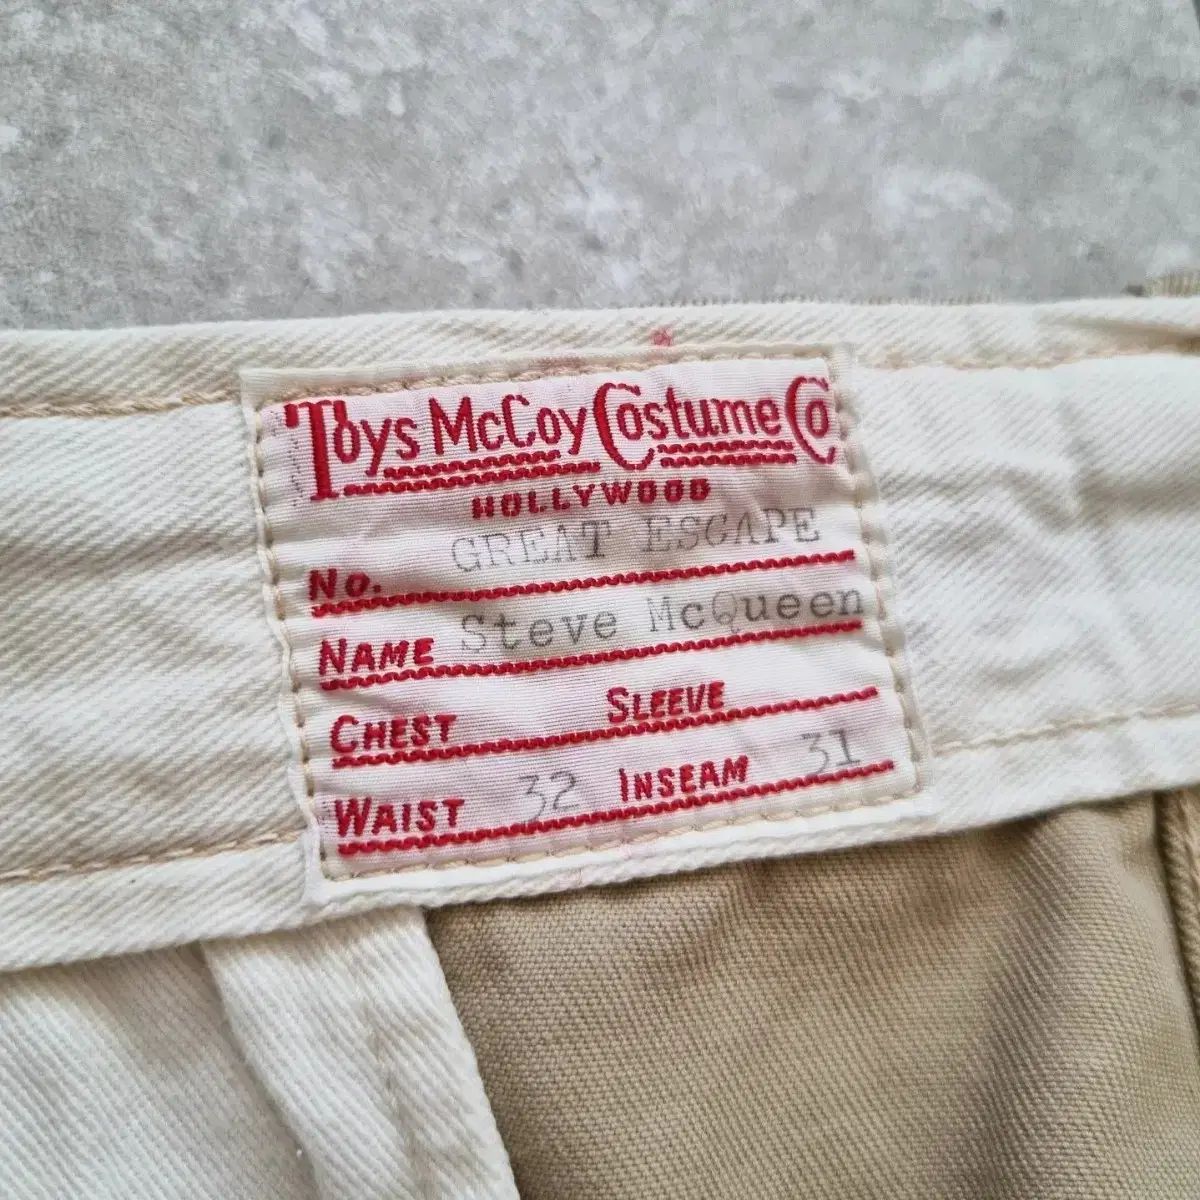 Toys McCoy Costume Co
HOLLYWOOD
GREAT ESCAPE
No.
NAME Steve McQueen
CHEST SLEEVE
WAIST 32 INSEAM 31